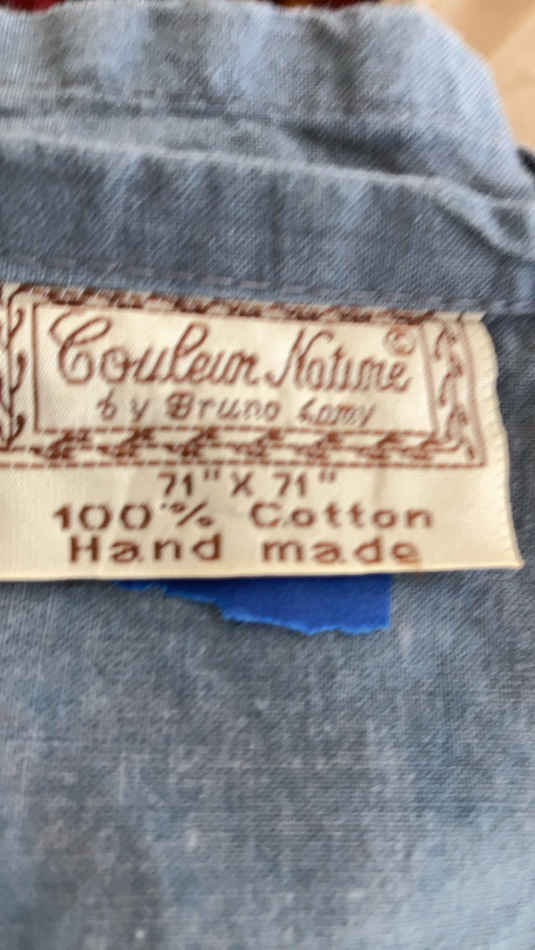 Couleur Nature ©
by Bruno Lamy
71" X 71"
100% Cotton
Hand made